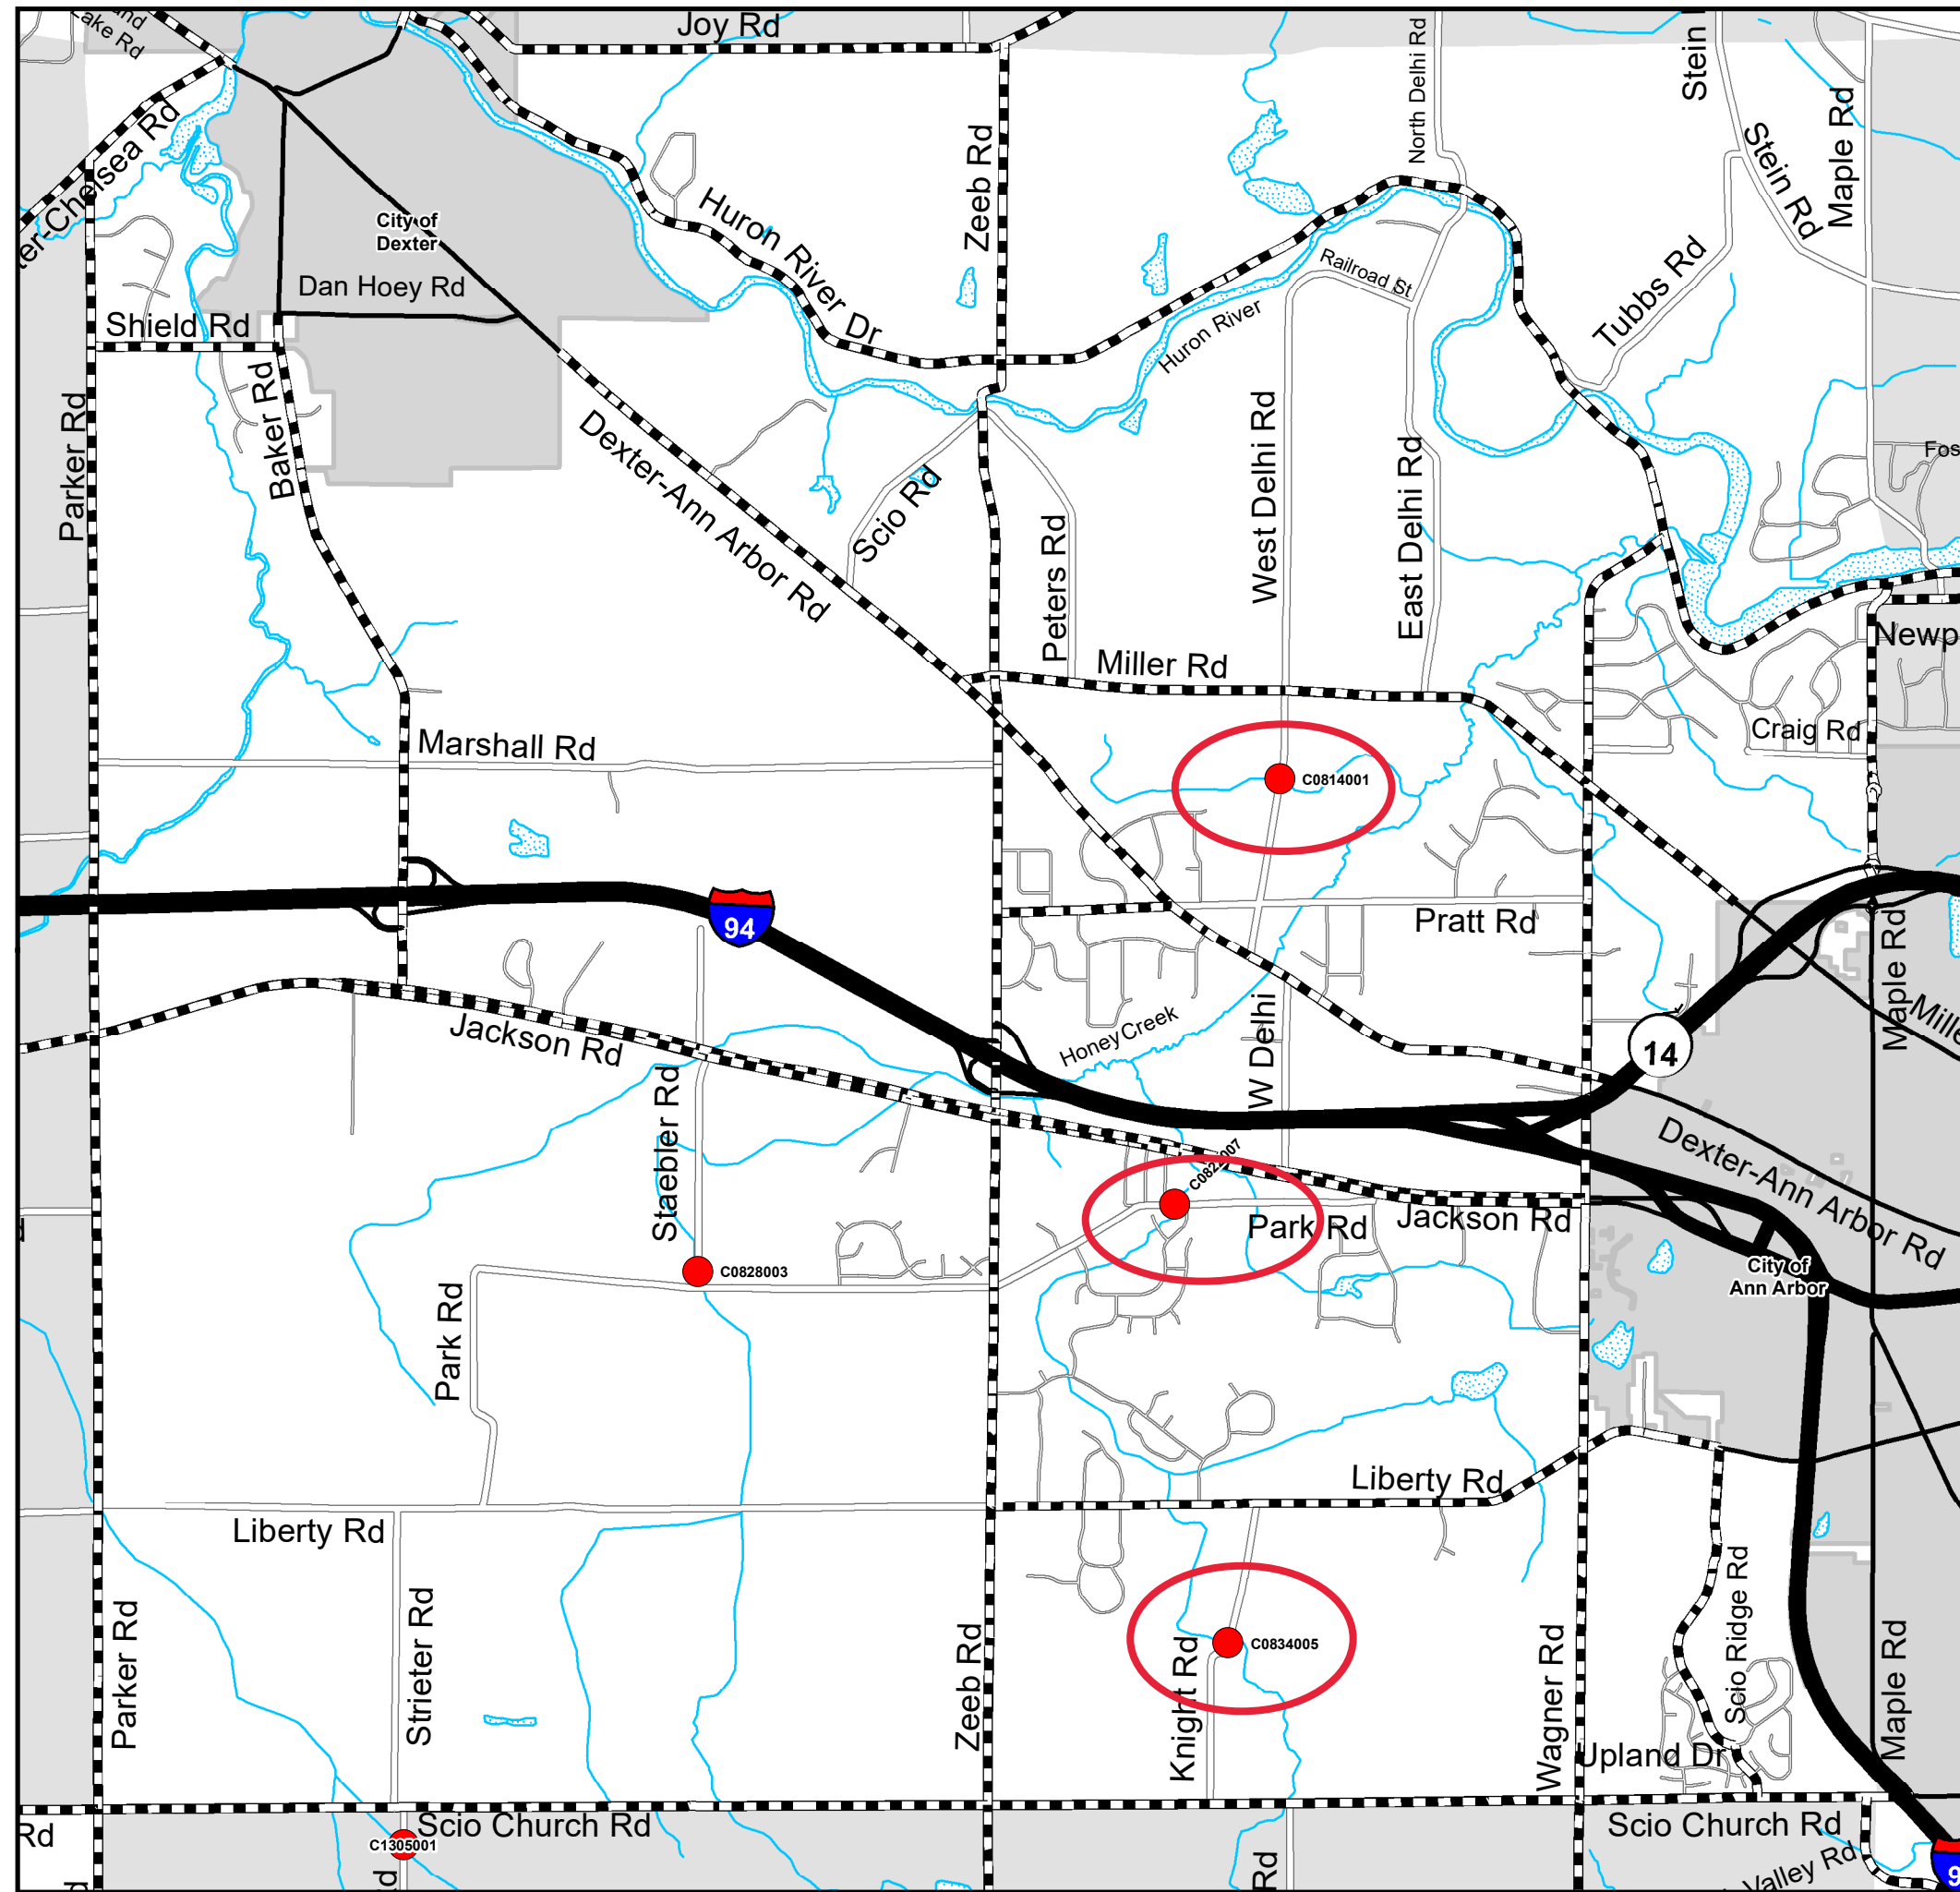 Joy Rd
Lake Rd
North Delhi Rd
Stein
Stein Rd
Maple Rd
Zeeb Rd
City of
Dexter
Huron River Dr
Dan Hoey Rd
Shield Rd
Railroad St
Huron River
Tubbs Rd
Parker Rd
Baker Rd
Dexter-Ann Arbor Rd
Scio Rd
Peters Rd
West Delhi Rd
East Delhi Rd
Miller Rd
Craig Rd
Marshall Rd
C0814001
94
Pratt Rd
Maple Rd
Jackson Rd
Honey Creek
W Delhi
14
Staebler Rd
Dexter-Ann Arbor Rd
Park Rd
Jackson Rd
C0828003
City of
Ann Arbor
Park Rd
Liberty Rd
Liberty Rd
Parker Rd
Strieter Rd
Zeeb Rd
Knight Rd
C0834005
Wagner Rd
Scio Ridge Rd
Maple Rd
Upland Dr
Scio Church Rd
Scio Church Rd
C1305001
Rd
Rd
Valley Rd